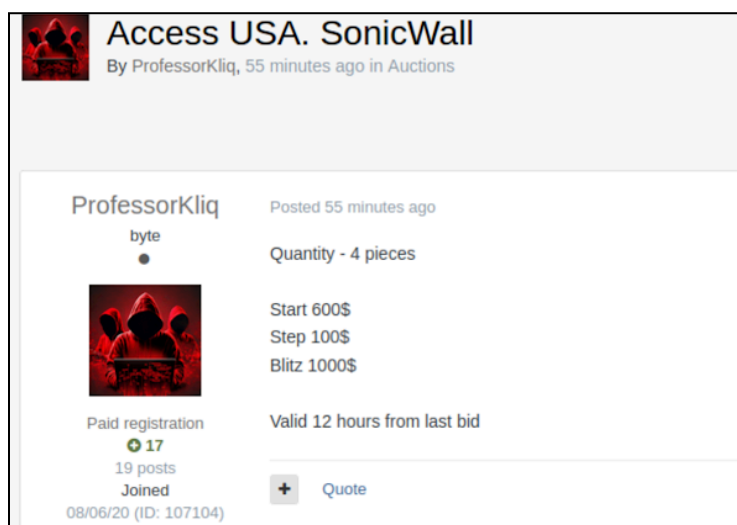 Access USA. SonicWall
By ProfessorKliq, 55 minutes ago in Auctions
ProfessorKliq
byte
Paid registration
17
19 posts
Joined
08/06/20 (ID: 107104)
Posted 55 minutes ago
Quantity - 4 pieces
Start 600$
Step 100$
Blitz 1000$
Valid 12 hours from last bid
+ Quote